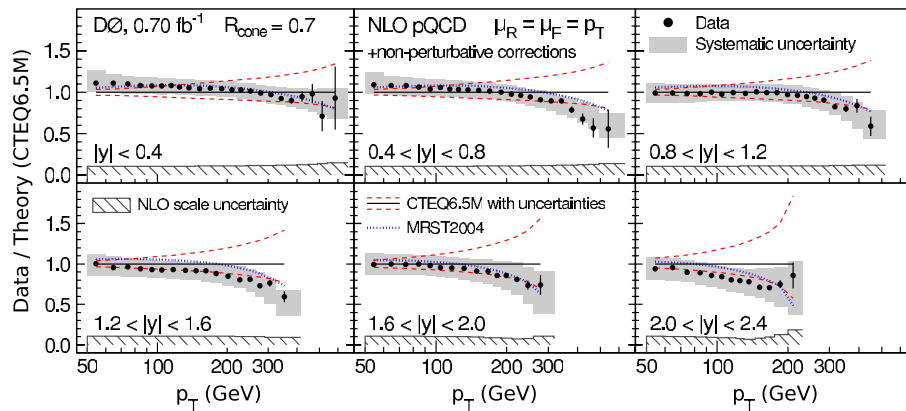 DØ, 0.70 fb-1 R_cone = 0.7
NLO pQCD μ_R = μ_F = p_T
+non-perturbative corrections
Data
Systematic uncertainty
Data / Theory (CTEQ6.5M)
1.5
1.0
0.5
0.0
|y| < 0.4
0.4 < |y| < 0.8
0.8 < |y| < 1.2
NLO scale uncertainty
CTEQ6.5M with uncertainties
MRST2004
1.5
1.0
0.5
0.0
1.2 < |y| < 1.6
1.6 < |y| < 2.0
2.0 < |y| < 2.4
50 100 200 300
50 100 200 300
50 100 200 300
p_T (GeV)
p_T (GeV)
p_T (GeV)